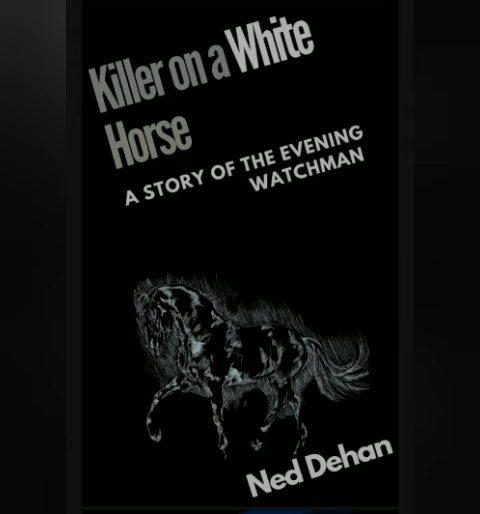 Killer on a White
Horse
A STORY OF THE EVENING
WATCHMAN
Ned Dehan